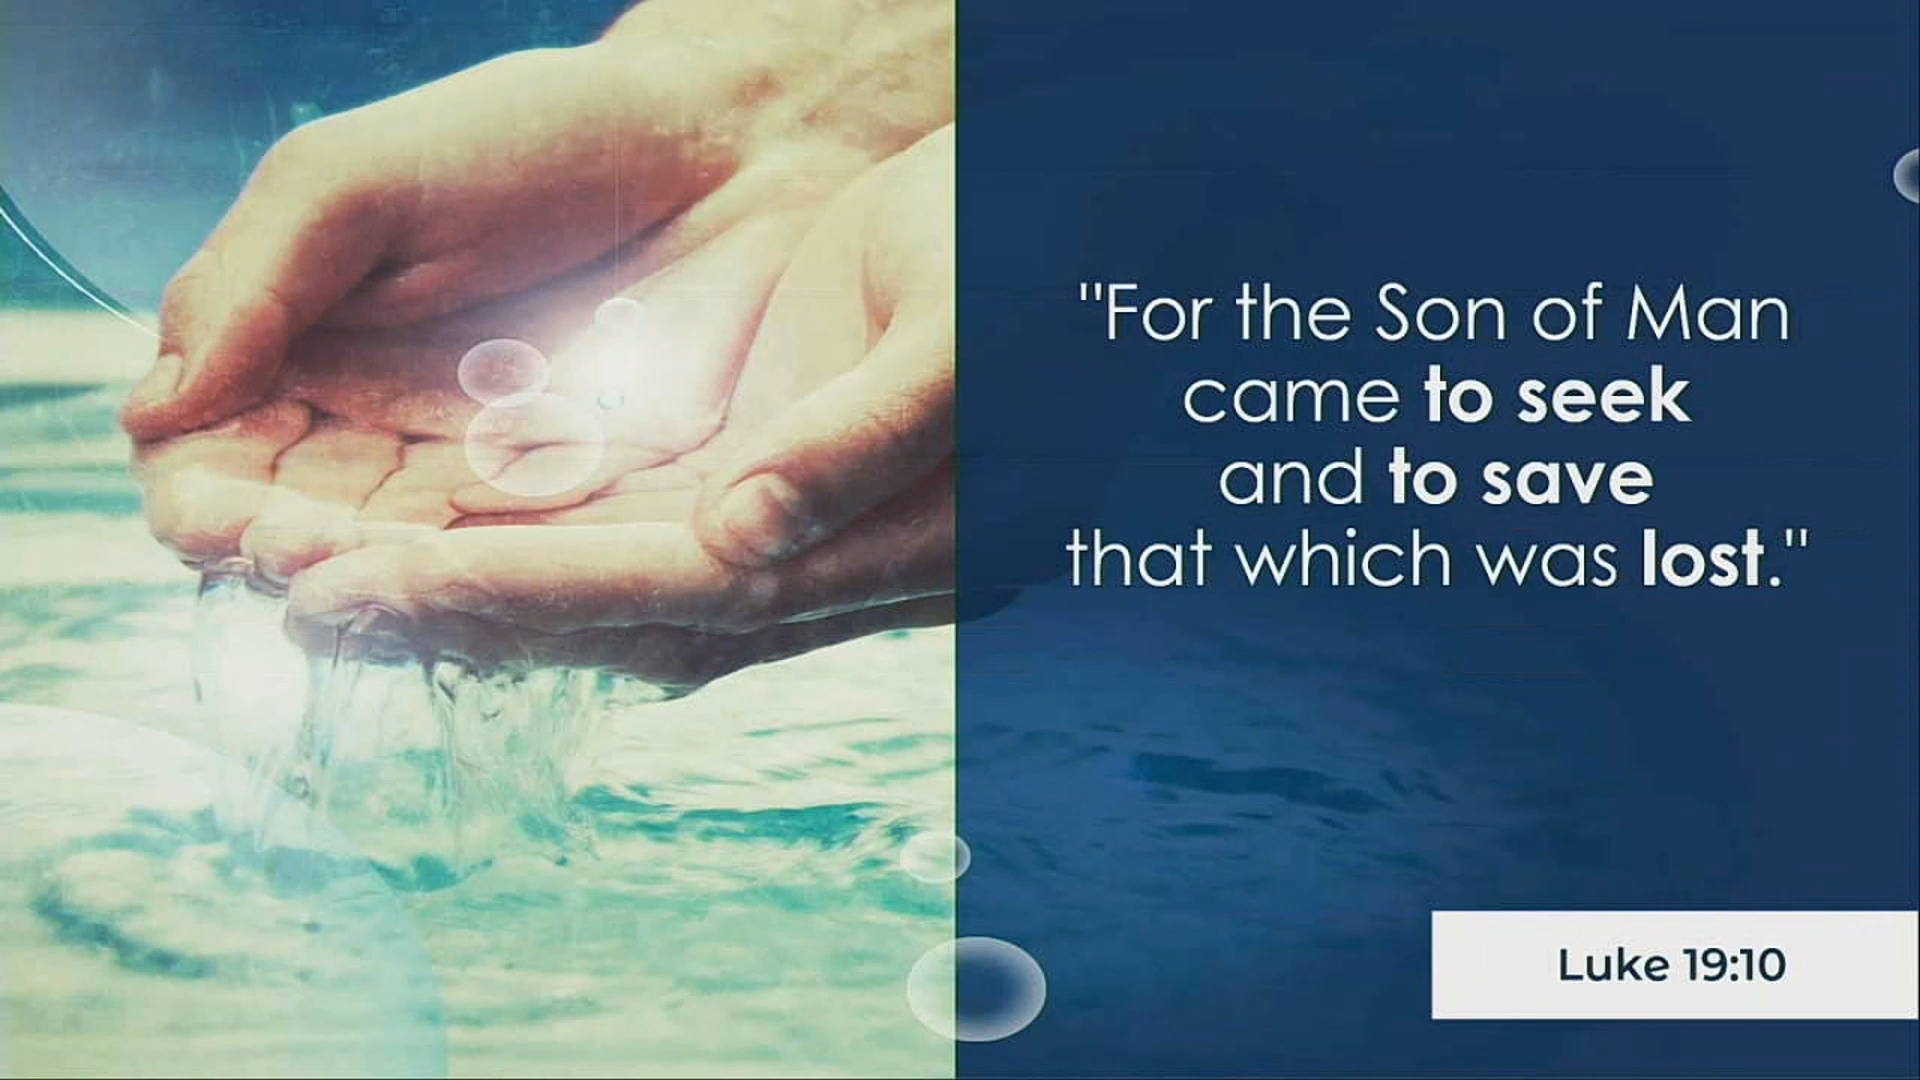 "For the Son of Man
came to seek
and to save
that which was lost."
Luke 19:10